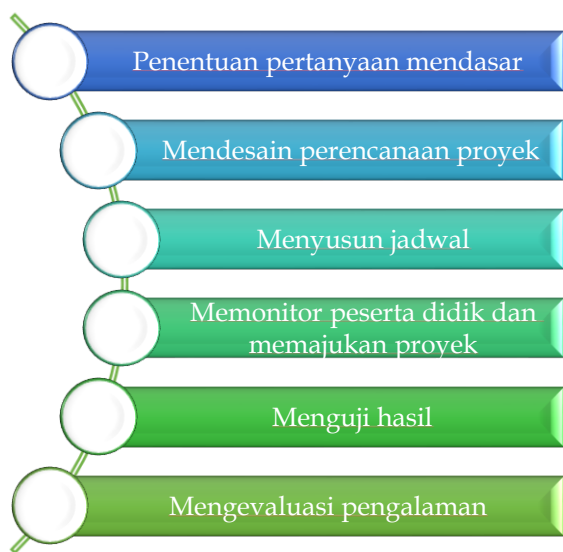 Penentuan pertanyaan mendasar
Mendesain perencanaan proyek
Menyusun jadwal
Memonitor peserta didik dan
memajukan proyek
Menguji hasil
Mengevaluasi pengalaman